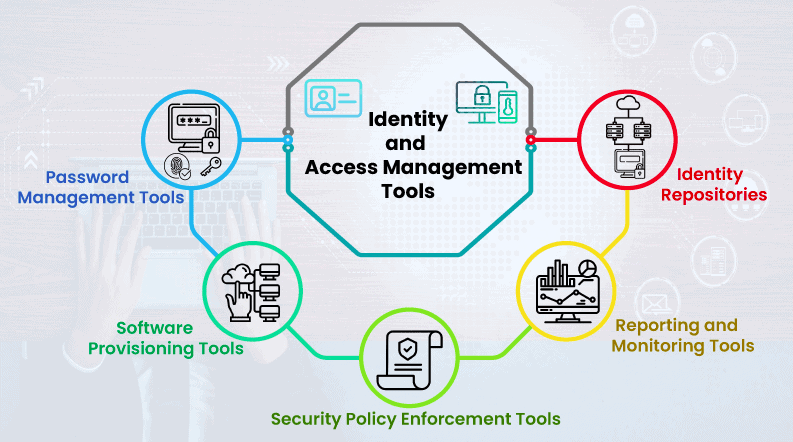 Identity
and
Access Management
Tools
Password
Management Tools
Identity
Repositories
Software
Provisioning Tools
Reporting and
Monitoring Tools
Security Policy Enforcement Tools